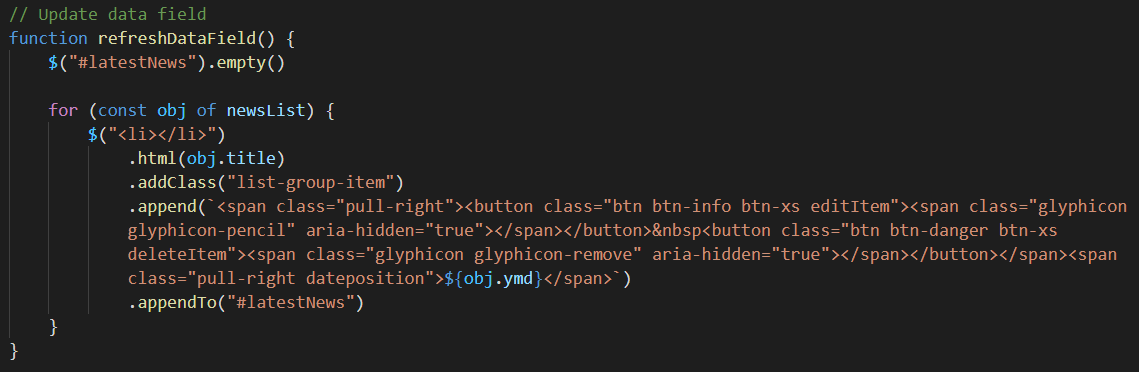 // Update data field
function refreshDataField() {
    $("#latestNews").empty()

    for (const obj of newsList) {
        $("<li></li>")
            .html(obj.title)
            .addClass("list-group-item")
            .append(`<span class="pull-right"><button class="btn btn-info btn-xs editItem"><span class="glyphicon
            glyphicon-pencil" aria-hidden="true"></span></button>&nbsp<button class="btn btn-danger btn-xs
            deleteItem"><span class="glyphicon glyphicon-remove" aria-hidden="true"></span></button></span><span
            class="pull-right dateposition">${obj.ymd}</span>`)
            .appendTo("#latestNews")
    }
}